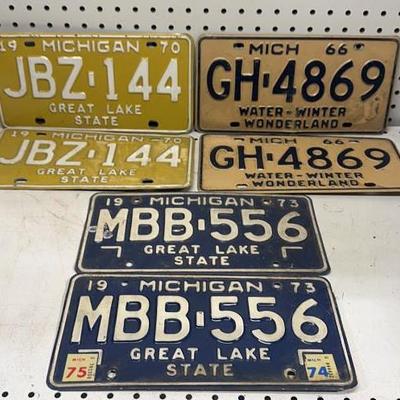 19 MICHIGAN 70
JBZ-144
GREAT LAKE
STATE
MICH 66
GH-4869
WATER-WINTER
WONDERLAND
19 MICHIGAN 70
JBZ-144
GREAT LAKE
STATE
MICH 66
GH-4869
WATER-WINTER
WONDERLAND
19 MICHIGAN 73
MBB-556
GREAT LAKE
STATE
19 MICHIGAN 73
MBB-556
GREAT LAKE
STATE
MICH
75
MICH
74